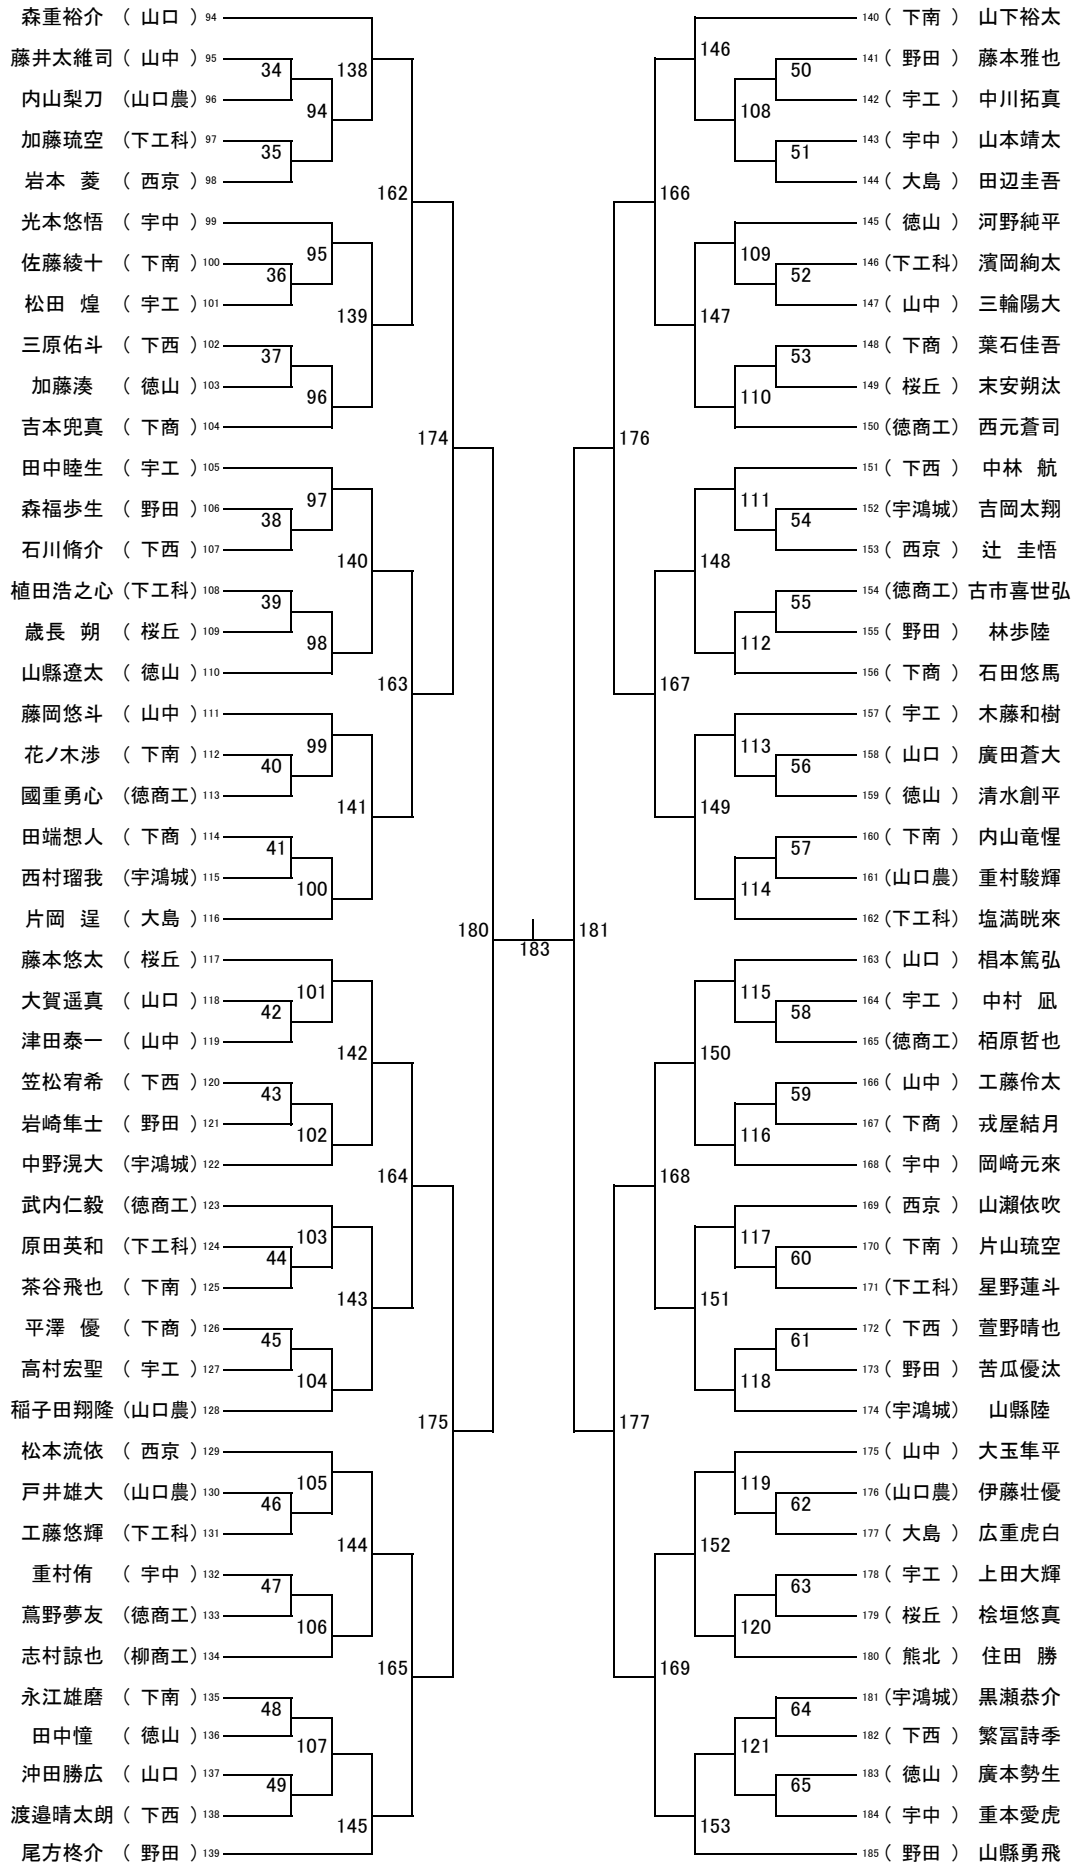 森重裕介 ( 山口 ) 94
藤井太維司 ( 山中 ) 95
34
138
内山梨刀 (山口農) 96
94
加藤琉空 (下工科) 97
35
岩本 菱 ( 西京 ) 98
162
光本悠悟 ( 宇中 ) 99
95
佐藤綾十 ( 下南 ) 100
36
松田 煌 ( 宇工 ) 101
139
三原佑斗 ( 下西 ) 102
37
加藤湊 ( 徳山 ) 103
96
吉本兜真 ( 下商 ) 104
174
田中睦生 ( 宇工 ) 105
97
森福歩生 ( 野田 ) 106
38
石川脩介 ( 下西 ) 107
140
植田浩之心 (下工科) 108
39
歳長 朔 ( 桜丘 ) 109
98
山縣遼太 ( 徳山 ) 110
163
藤岡悠斗 ( 山中 ) 111
99
花ノ木渉 ( 下南 ) 112
40
國重勇心 (徳商工) 113
141
田端想人 ( 下商 ) 114
41
西村瑠我 (宇鴻城) 115
100
片岡 逞 ( 大島 ) 116
180
藤本悠太 ( 桜丘 ) 117
101
大賀遥真 ( 山口 ) 118
42
津田泰一 ( 山中 ) 119
142
笠松宥希 ( 下西 ) 120
43
岩崎隼士 ( 野田 ) 121
102
中野滉大 (宇鴻城) 122
164
武内仁毅 (徳商工) 123
103
原田英和 (下工科) 124
44
茶谷飛也 ( 下南 ) 125
143
平澤 優 ( 下商 ) 126
45
高村宏聖 ( 宇工 ) 127
104
稲子田翔隆 (山口農) 128
175
松本流依 ( 西京 ) 129
105
戸井雄大 (山口農) 130
46
工藤悠輝 (下工科) 131
144
重村侑 ( 宇中 ) 132
47
蔦野夢友 (徳商工) 133
106
志村諒也 (柳商工) 134
165
永江雄磨 ( 下南 ) 135
48
田中憧 ( 徳山 ) 136
107
沖田勝広 ( 山口 ) 137
49
渡邉晴太朗 ( 下西 ) 138
145
尾方柊介 ( 野田 ) 139
183
140 ( 下南 ) 山下裕太
146
141 ( 野田 ) 藤本雅也
50
142 ( 宇工 ) 中川拓真
108
143 ( 宇中 ) 山本靖太
51
144 ( 大島 ) 田辺圭吾
166
145 ( 徳山 ) 河野純平
109
146 (下工科) 濱岡絢太
52
147 ( 山中 ) 三輪陽大
147
148 ( 下商 ) 葉石佳吾
53
149 ( 桜丘 ) 末安朔汰
110
150 (徳商工) 西元蒼司
176
151 ( 下西 ) 中林 航
111
152 (宇鴻城) 吉岡太翔
54
153 ( 西京 ) 辻 圭悟
148
154 (徳商工) 古市喜世弘
55
155 ( 野田 ) 林歩陸
112
156 ( 下商 ) 石田悠馬
167
157 ( 宇工 ) 木藤和樹
113
158 ( 山口 ) 廣田蒼大
56
159 ( 徳山 ) 清水創平
149
160 ( 下南 ) 内山竜惺
57
161 (山口農) 重村駿輝
114
162 (下工科) 塩満晄來
181
163 ( 山口 ) 椙本篤弘
115
164 ( 宇工 ) 中村 凪
58
165 (徳商工) 栢原哲也
150
166 ( 山中 ) 工藤伶太
59
167 ( 下商 ) 戎屋結月
116
168 ( 宇中 ) 岡﨑元來
168
169 ( 西京 ) 山瀬依吹
117
170 ( 下南 ) 片山琉空
60
171 (下工科) 星野蓮斗
151
172 ( 下西 ) 萱野晴也
61
173 ( 野田 ) 苦瓜優汰
118
174 (宇鴻城) 山縣陸
177
175 ( 山中 ) 大玉隼平
119
176 (山口農) 伊藤壮優
62
177 ( 大島 ) 広重虎白
152
178 ( 宇工 ) 上田大輝
63
179 ( 桜丘 ) 桧垣悠真
120
180 ( 熊北 ) 住田 勝
169
181 (宇鴻城) 黒瀬恭介
64
182 ( 下西 ) 繁冨詩季
121
183 ( 徳山 ) 廣本勢生
65
184 ( 宇中 ) 重本愛虎
153
185 ( 野田 ) 山縣勇飛